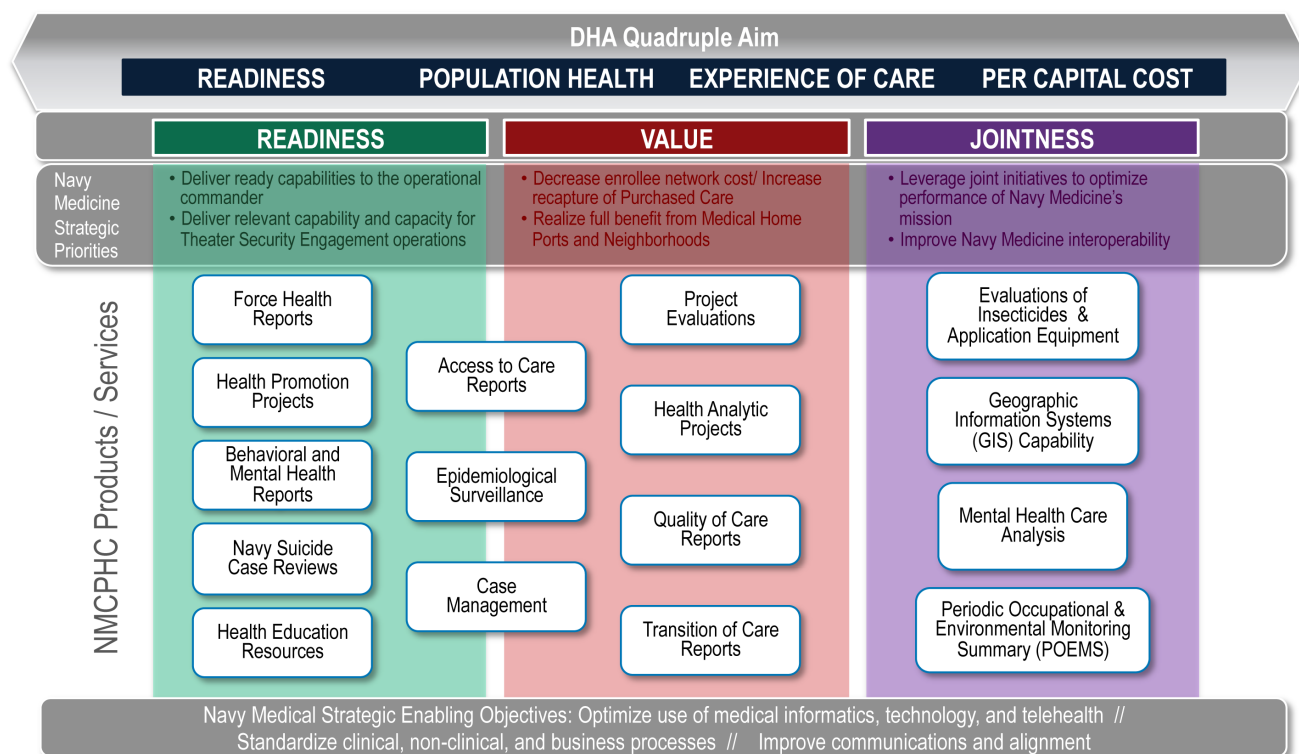 DHA Quadruple Aim
READINESS POPULATION HEALTH EXPERIENCE OF CARE PER CAPITAL COST
READINESS VALUE JOINTNESS
Navy
Medicine
Strategic
Priorities
• Deliver ready capabilities to the operational
commander
• Deliver relevant capability and capacity for
Theater Security Engagement operations
• Decrease enrollee network cost/ Increase
recapture of Purchased Care
• Realize full benefit from Medical Home
Ports and Neighborhoods
• Leverage joint initiatives to optimize
performance of Navy Medicine's
mission
• Improve Navy Medicine interoperability
NMCPHC Products / Services
Force Health
Reports
Health Promotion
Projects
Behavioral and
Mental Health
Reports
Navy Suicide
Case Reviews
Health Education
Resources
Access to Care
Reports
Epidemiological
Surveillance
Case
Management
Project
Evaluations
Health Analytic
Projects
Quality of Care
Reports
Transition of Care
Reports
Evaluations of
Insecticides &
Application Equipment
Geographic
Information Systems
(GIS) Capability
Mental Health Care
Analysis
Periodic Occupational &
Environmental Monitoring
Summary (POEMS)
Navy Medical Strategic Enabling Objectives: Optimize use of medical informatics, technology, and telehealth //
Standardize clinical, non-clinical, and business processes // Improve communications and alignment